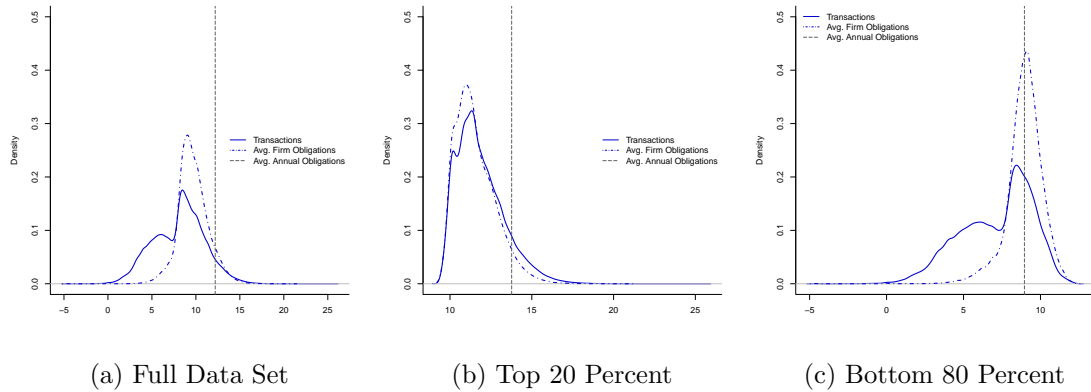 0.5
0.4
0.3
0.2
0.1
0.0
Density
Transactions
Avg. Firm Obligations
Avg. Annual Obligations
−5 0 5 10 15 20 25
(a) Full Data Set
0.5
0.4
0.3
0.2
0.1
0.0
Density
Transactions
Avg. Firm Obligations
Avg. Annual Obligations
10 15 20 25
(b) Top 20 Percent
0.5
0.4
0.3
0.2
0.1
0.0
Density
Transactions
Avg. Firm Obligations
Avg. Annual Obligations
−5 0 5 10
(c) Bottom 80 Percent